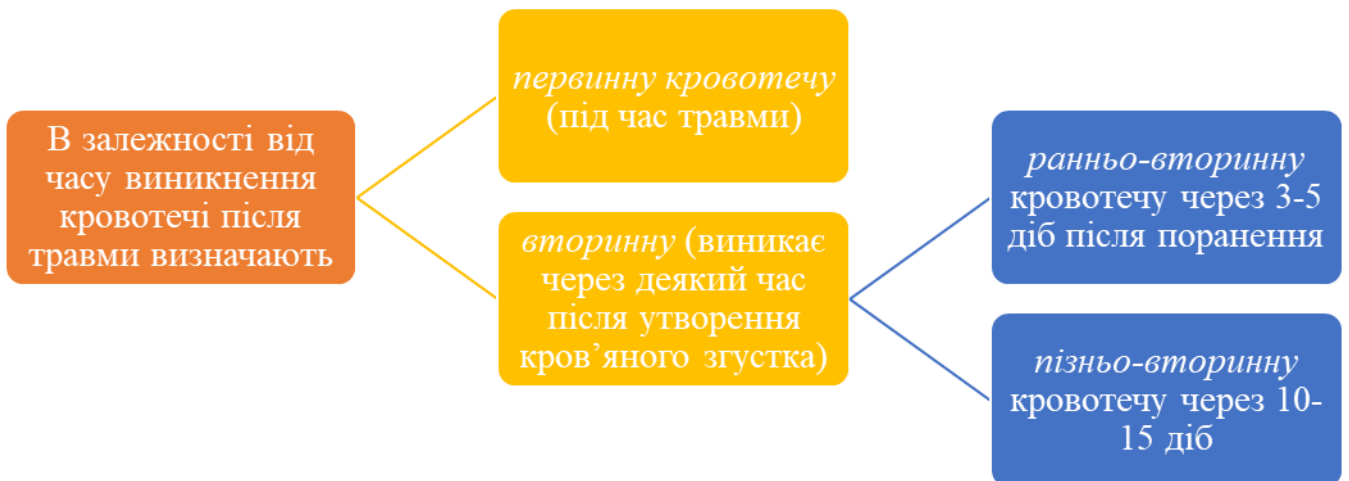 В залежності від
часу виникнення
кровотечі після
травми визначають
первинну кровотечу
(під час травми)
вторинну (виникає
через деякий час
після утворення
кров’яного згустка)
ранньо-вторинну
кровотечу через 3-5
діб після поранення
пізньо-вторинну
кровотечу через 10-
15 діб